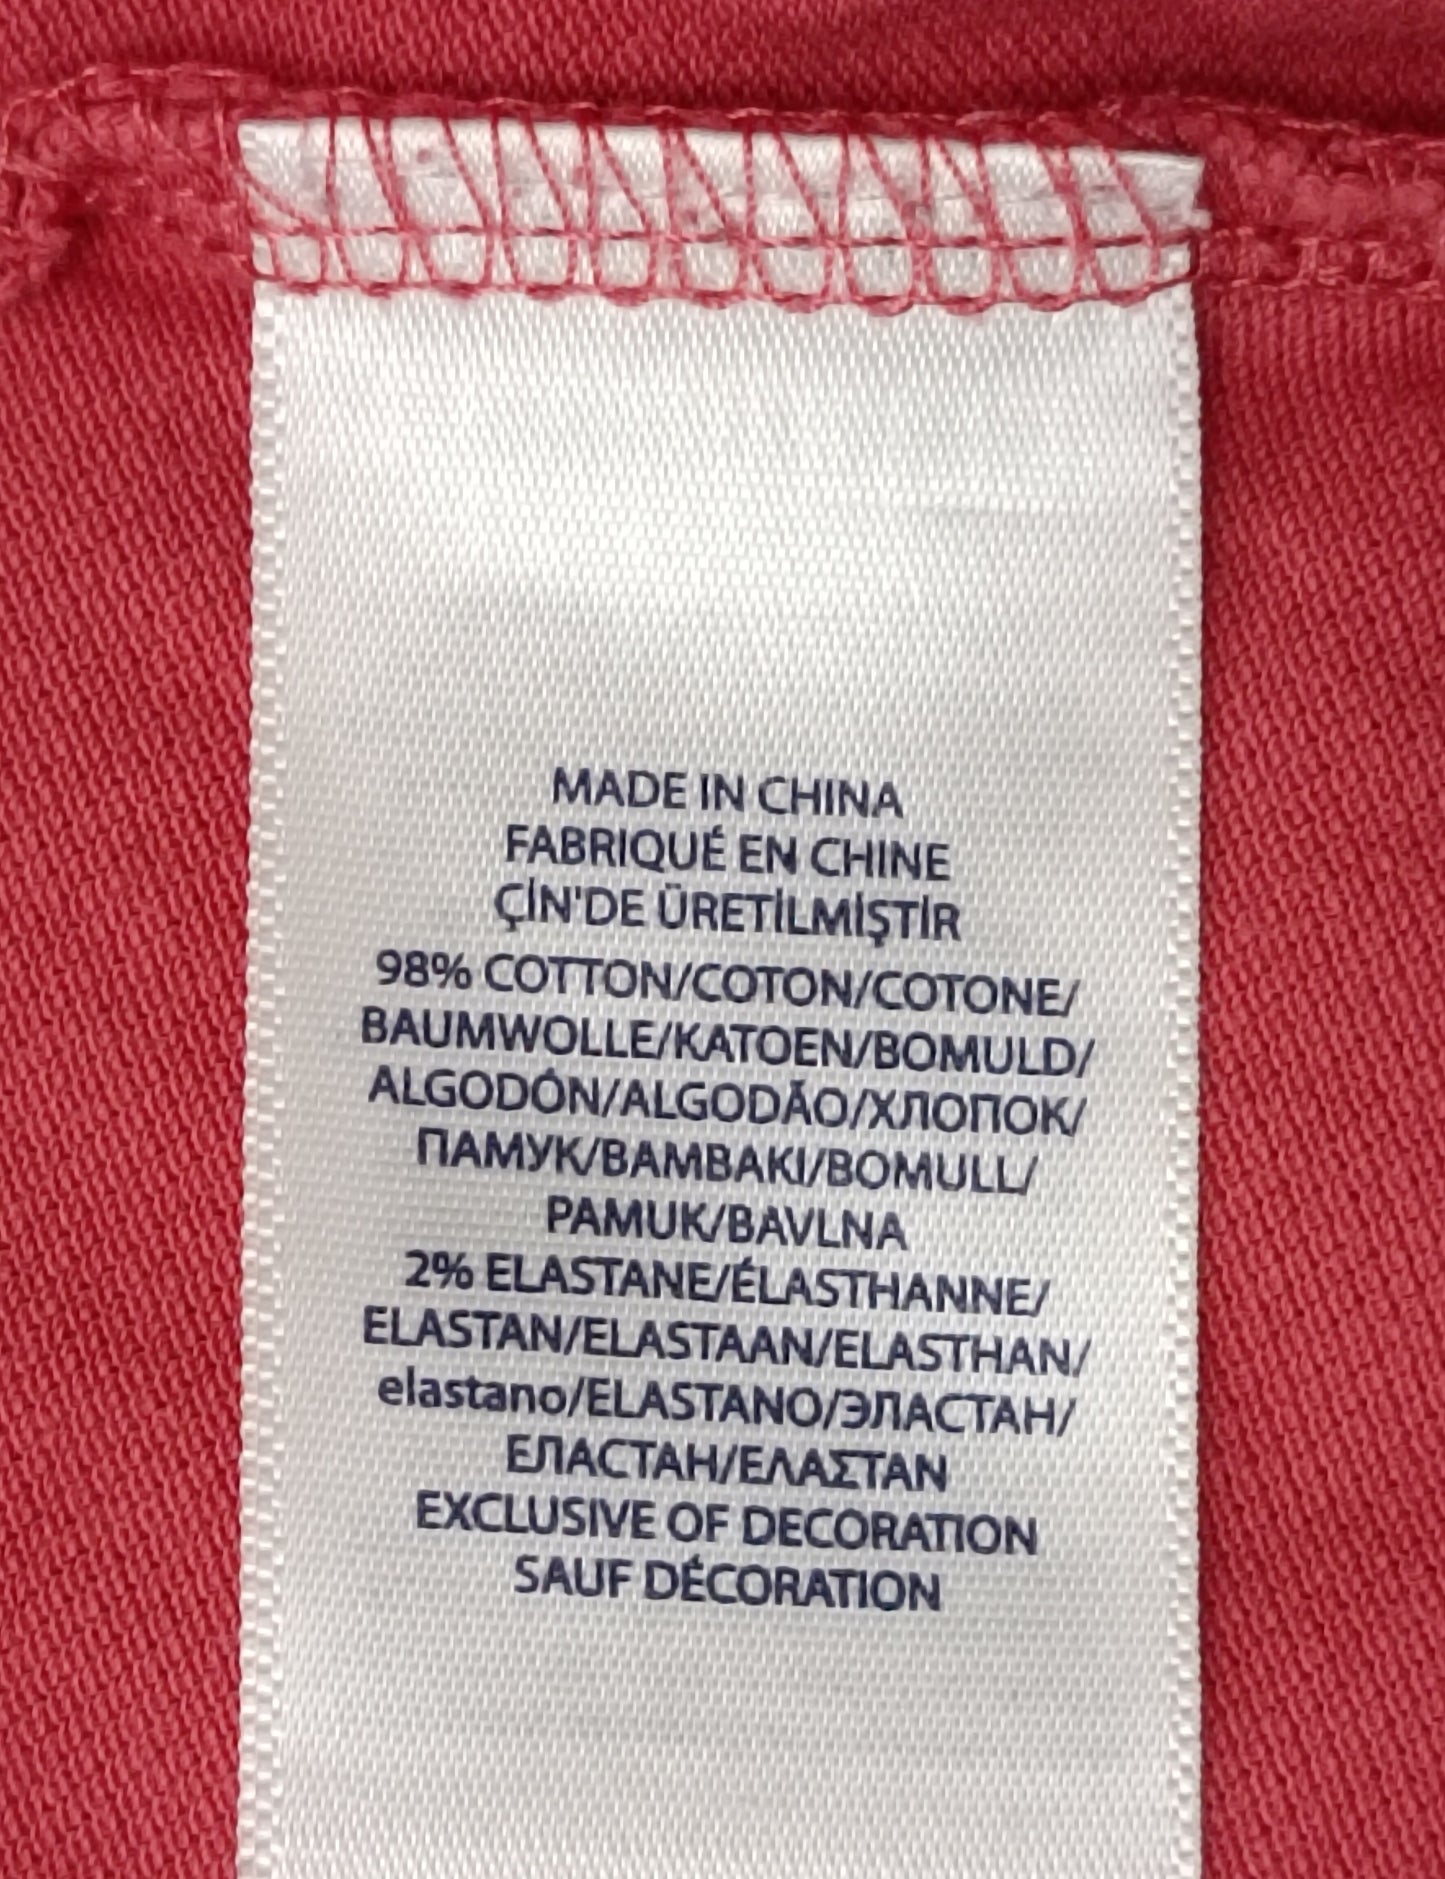 MADE IN CHINA
FABRIQUÉ EN CHINE
ÇİN'DE ÜRETİLMİŞTİR
98% COTTON/COTON/COTONE/
BAUMWOLLE/KATOEN/BOMULD/
ALGODÓN/ALGODÃO/ХЛОПОК/
ПАМУК/ΒΑΜΒΑΚΙ/BOMULL/
PAMUK/BAVLNA
2% ELASTANE/ÉLASTHANNE/
ELASTAN/ELASTAAN/ELASTHAN/
elastano/ELASTANO/ЭЛАСТАН/
ЕЛАСТАН/ΕΛΑΣΤΑΝ
EXCLUSIVE OF DECORATION
SAUF DÉCORATION